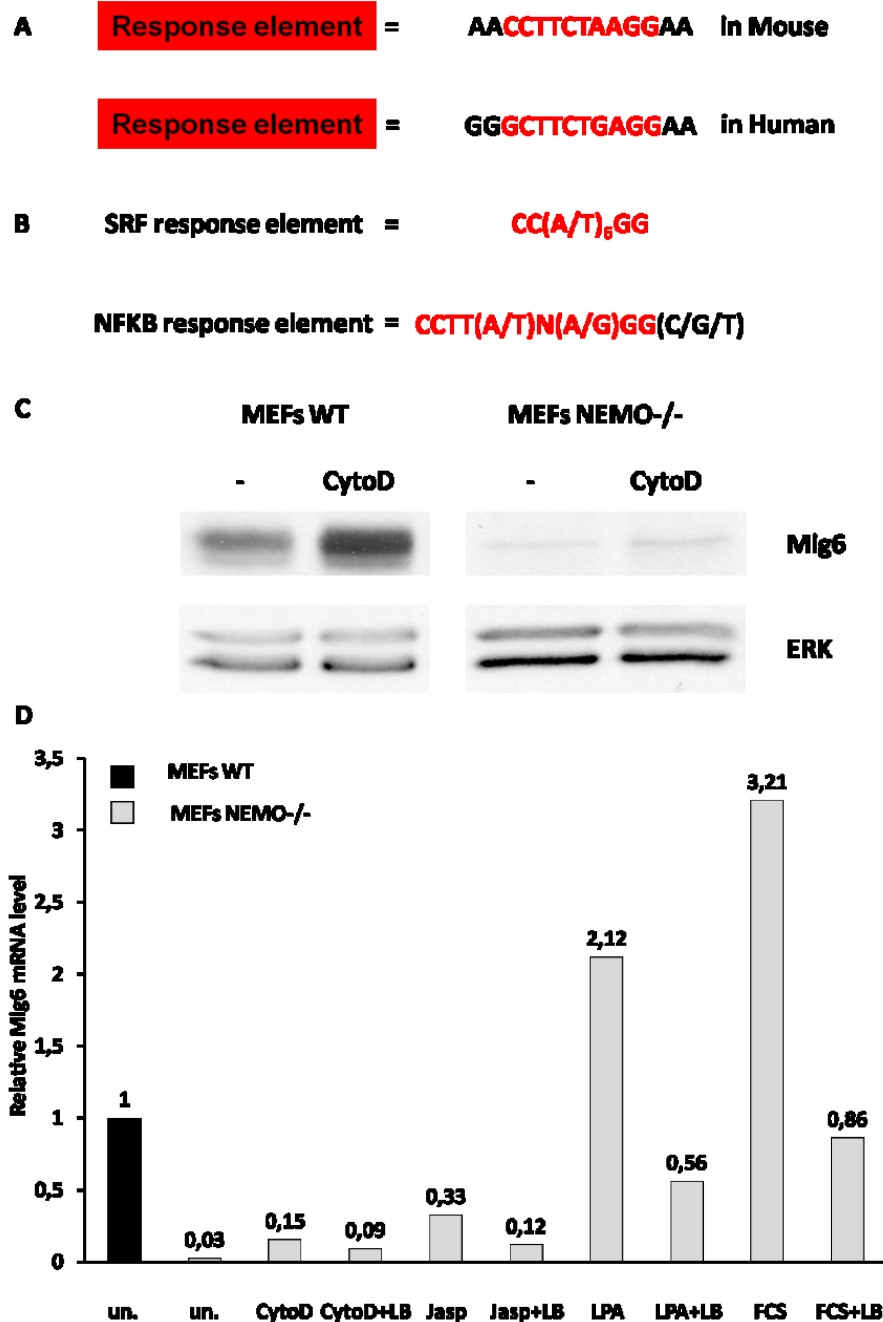 A Response element = AACCTTCTAAGGAA in Mouse
Response element = GGGCTTCTGAGGAA in Human
B SRF response element = CC(A/T)6GG
NFKB response element = CCTT(A/T)N(A/G)GG(C/G/T)
C MEFs WT MEFs NEMO-/-
- CytoD - CytoD
Mig6
ERK
D
3,5
3
2,5
2
1,5
1
0,5
0
Relative Mig6 mRNA level
MEFs WT
MEFs NEMO-/-
1 0,03 0,15 0,09 0,33 0,12 2,12 0,56 3,21 0,86
un. un. CytoD CytoD+LB Jasp Jasp+LB LPA LPA+LB FCS FCS+LB